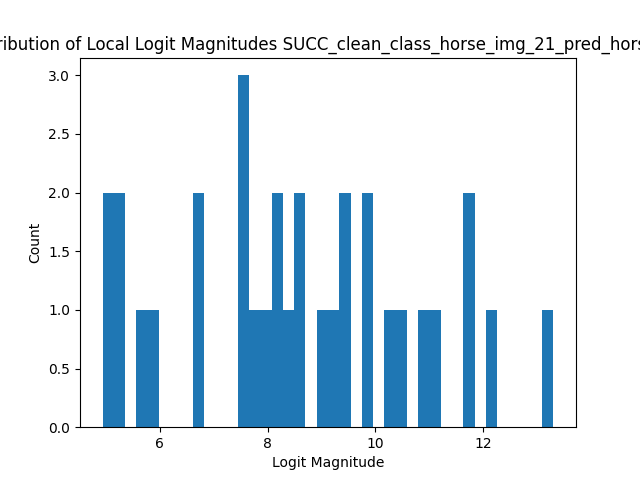 ribution of Local Logit Magnitudes SUCC_clean_class_horse_img_21_pred_hors
3.0
2.5
2.0
1.5
1.0
0.5
0.0
Count
6 8 10 12
Logit Magnitude